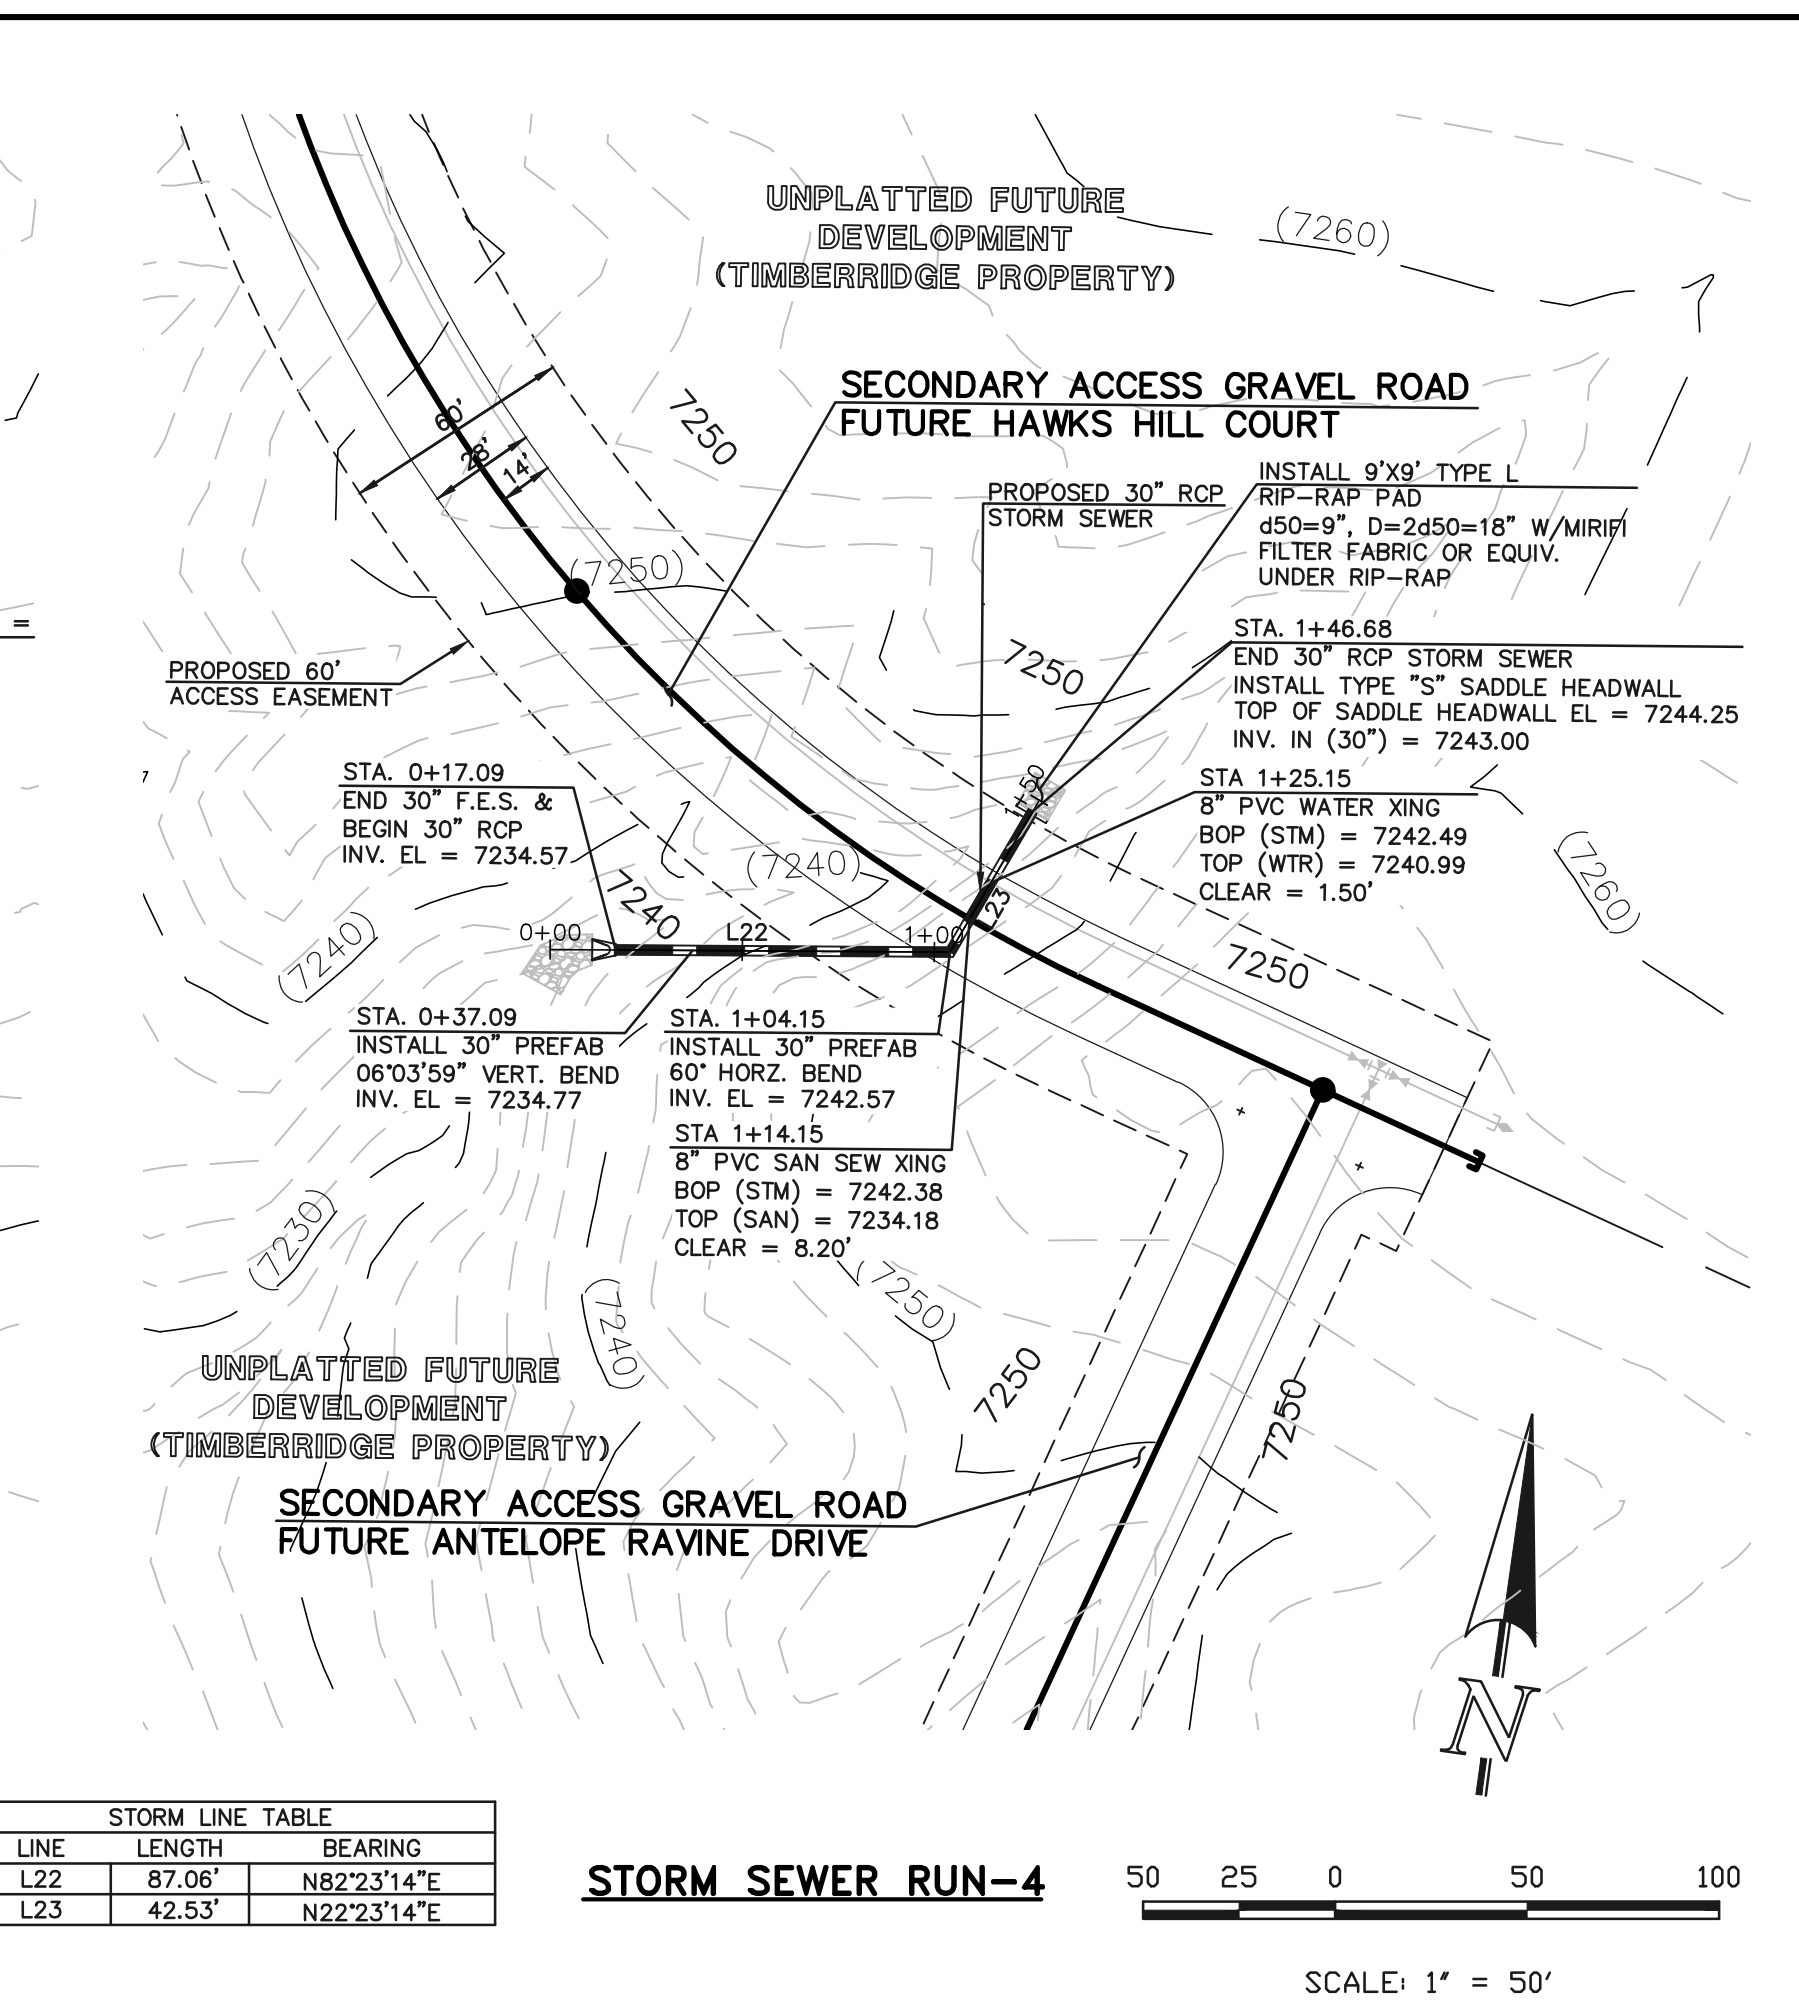 UNPLATTED FUTURE
DEVELOPMENT
(TIMBERRIDGE PROPERTY)
(7260)
SECONDARY ACCESS GRAVEL ROAD
FUTURE HAWKS HILL COURT
60'
28'
14'
7250
INSTALL 9'X9' TYPE L
RIP-RAP PAD
d50=9", D=2d50=18" W/MIRIFI
FILTER FABRIC OR EQUIV.
UNDER RIP-RAP
PROPOSED 30" RCP
STORM SEWER
(7250)
=
PROPOSED 60'
ACCESS EASEMENT
7250
STA. 1+46.68
END 30" RCP STORM SEWER
INSTALL TYPE "S" SADDLE HEADWALL
TOP OF SADDLE HEADWALL EL = 7244.25
INV. IN (30") = 7243.00
STA. 0+17.09
END 30" F.E.S. &
BEGIN 30" RCP
INV. EL = 7234.57
1+50
STA 1+25.15
8" PVC WATER XING
BOP (STM) = 7242.49
TOP (WTR) = 7240.99
CLEAR = 1.50'
(7240)
7240
(7260)
L23
0+00
L22
1+00
(7240)
7250
STA. 0+37.09
INSTALL 30" PREFAB
06°03'59" VERT. BEND
INV. EL = 7234.77
STA. 1+04.15
INSTALL 30" PREFAB
60° HORZ. BEND
INV. EL = 7242.57
STA 1+14.15
8" PVC SAN SEW XING
BOP (STM) = 7242.38
TOP (SAN) = 7234.18
CLEAR = 8.20'
(7230)
(7240)
(7250)
7250
7250
UNPLATTED FUTURE
DEVELOPMENT
(TIMBERRIDGE PROPERTY)
SECONDARY ACCESS GRAVEL ROAD
FUTURE ANTELOPE RAVINE DRIVE
N
STORM LINE TABLE
LINE LENGTH BEARING
L22 87.06' N82°23'14"E
L23 42.53' N22°23'14"E
STORM SEWER RUN-4
50 25 0 50 100
SCALE: 1" = 50'